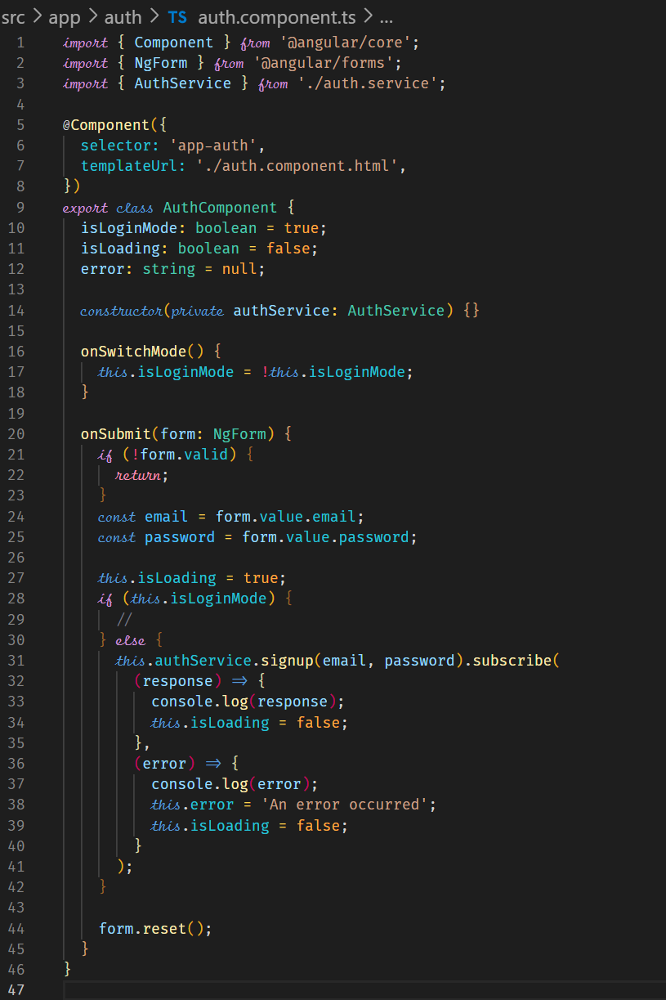 src > app > auth > TS auth.component.ts > ...
1 import { Component } from '@angular/core';
2 import { NgForm } from '@angular/forms';
3 import { AuthService } from './auth.service';
4
5 @Component({
6   selector: 'app-auth',
7   templateUrl: './auth.component.html',
8 })
9 export class AuthComponent {
10   isLoginMode: boolean = true;
11   isLoading: boolean = false;
12   error: string = null;
13
14   constructor(private authService: AuthService) {}
15
16   onSwitchMode() {
17     this.isLoginMode = !this.isLoginMode;
18   }
19
20   onSubmit(form: NgForm) {
21     if (!form.valid) {
22       return;
23     }
24     const email = form.value.email;
25     const password = form.value.password;
26
27     this.isLoading = true;
28     if (this.isLoginMode) {
29       //
30     } else {
31       this.authService.signup(email, password).subscribe(
32         (response) => {
33           console.log(response);
34           this.isLoading = false;
35         },
36         (error) => {
37           console.log(error);
38           this.error = 'An error occurred';
39           this.isLoading = false;
40         }
41       );
42     }
43
44     form.reset();
45   }
46 }
47